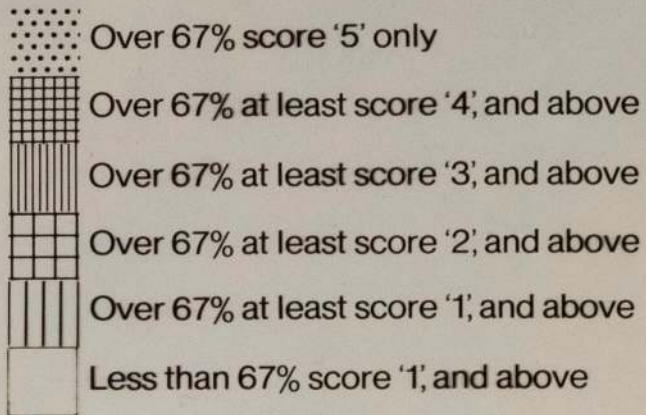 Over 67% score ‘5’ only
Over 67% at least score ‘4’, and above
Over 67% at least score ‘3’, and above
Over 67% at least score ‘2’, and above
Over 67% at least score ‘1’, and above
Less than 67% score ‘1’, and above